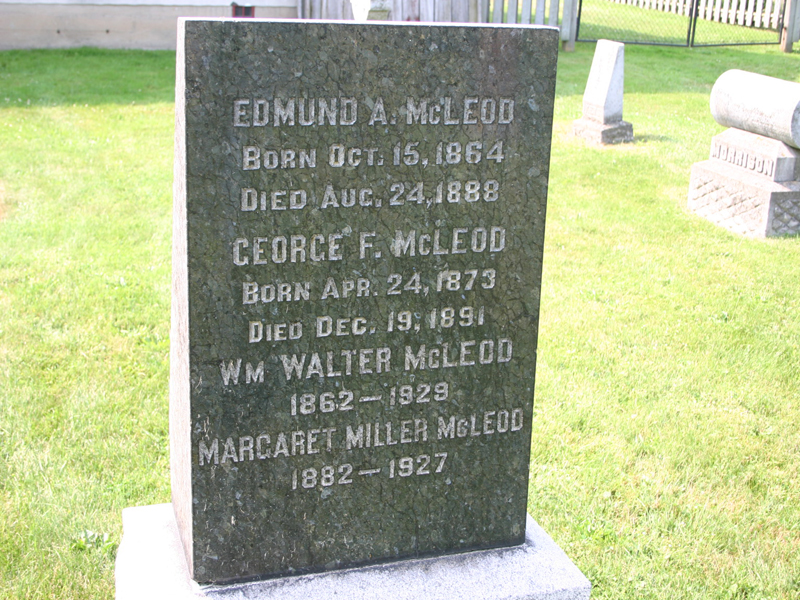 EDMUND A. McLEOD
BORN OCT. 15, 1864
DIED AUG. 24, 1888
GEORGE F. McLEOD
BORN APR. 24, 1873
DIED DEC. 19, 1891
WM WALTER McLEOD
1862—1929
MARGARET MILLER McLEOD
1882—1927
MORRISON